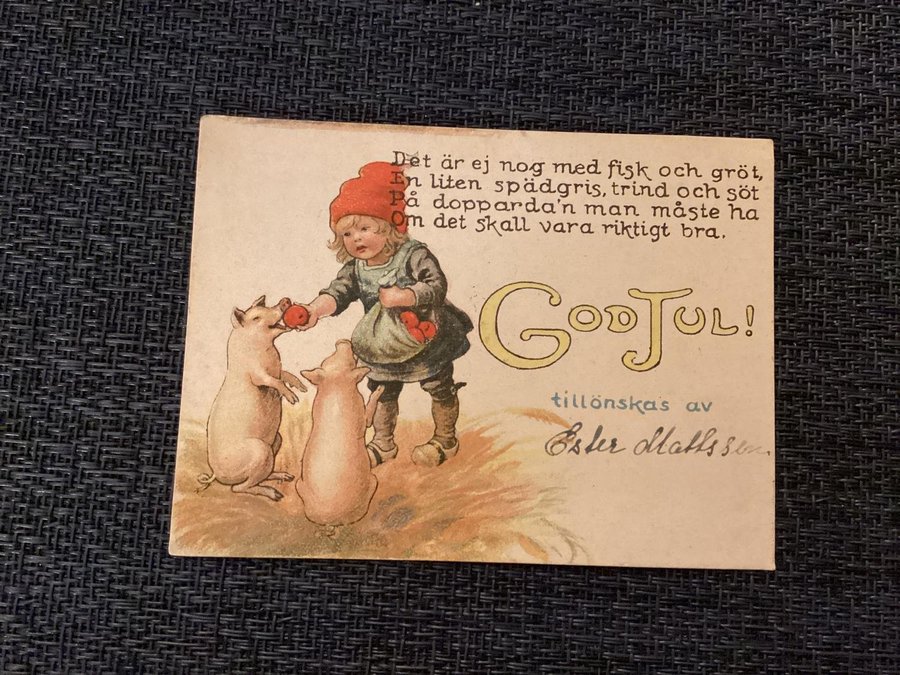 Det är ej nog med fisk och gröt,
En liten spädgris, trind och söt
På dopparda'n man måste ha
Om det skall vara riktigt bra.
GOD JUL!
tillönskas av
Ester Mattsson.